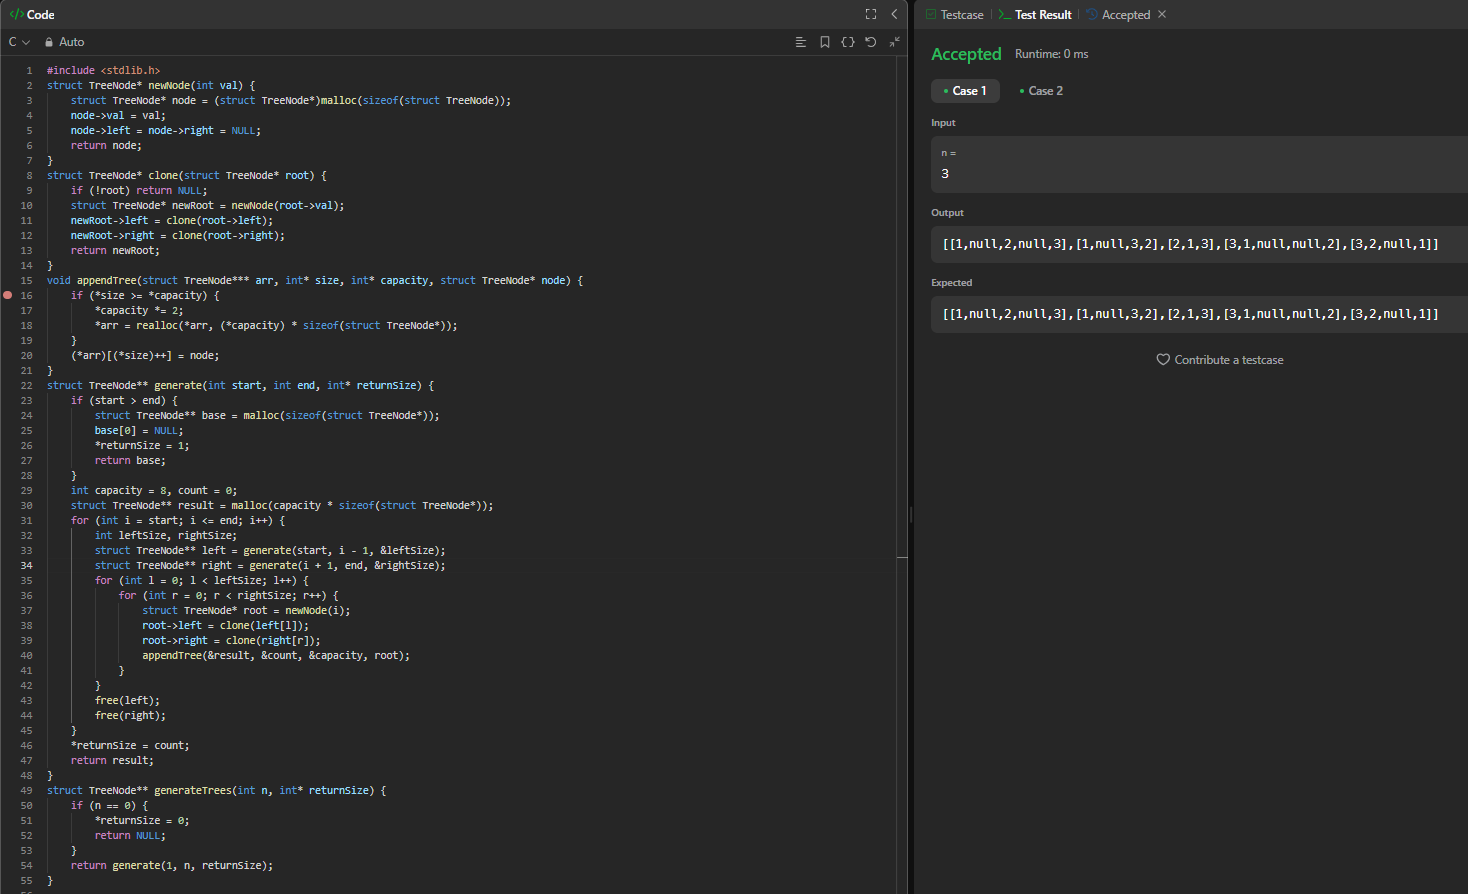 </> Code
C Auto
1 #include <stdlib.h>
2 struct TreeNode* newNode(int val) {
3     struct TreeNode* node = (struct TreeNode*)malloc(sizeof(struct TreeNode));
4     node->val = val;
5     node->left = node->right = NULL;
6     return node;
7 }
8 struct TreeNode* clone(struct TreeNode* root) {
9     if (!root) return NULL;
10     struct TreeNode* newRoot = newNode(root->val);
11     newRoot->left = clone(root->left);
12     newRoot->right = clone(root->right);
13     return newRoot;
14 }
15 void appendTree(struct TreeNode*** arr, int* size, int* capacity, struct TreeNode* node) {
16     if (*size >= *capacity) {
17         *capacity *= 2;
18         *arr = realloc(*arr, (*capacity) * sizeof(struct TreeNode*));
19     }
20     (*arr)[(*size)++] = node;
21 }
22 struct TreeNode** generate(int start, int end, int* returnSize) {
23     if (start > end) {
24         struct TreeNode** base = malloc(sizeof(struct TreeNode*));
25         base[0] = NULL;
26         *returnSize = 1;
27         return base;
28     }
29     int capacity = 8, count = 0;
30     struct TreeNode** result = malloc(capacity * sizeof(struct TreeNode*));
31     for (int i = start; i <= end; i++) {
32         int leftSize, rightSize;
33         struct TreeNode** left = generate(start, i - 1, &leftSize);
34         struct TreeNode** right = generate(i + 1, end, &rightSize);
35         for (int l = 0; l < leftSize; l++) {
36             for (int r = 0; r < rightSize; r++) {
37                 struct TreeNode* root = newNode(i);
38                 root->left = clone(left[l]);
39                 root->right = clone(right[r]);
40                 appendTree(&result, &count, &capacity, root);
41             }
42         }
43         free(left);
44         free(right);
45     }
46     *returnSize = count;
47     return result;
48 }
49 struct TreeNode** generateTrees(int n, int* returnSize) {
50     if (n == 0) {
51         *returnSize = 0;
52         return NULL;
53     }
54     return generate(1, n, returnSize);
55 }
Testcase Test Result Accepted
Accepted Runtime: 0 ms
Case 1 Case 2
Input
n =
3
Output
[[1,null,2,null,3],[1,null,3,2],[2,1,3],[3,1,null,null,2],[3,2,null,1]]
Expected
[[1,null,2,null,3],[1,null,3,2],[2,1,3],[3,1,null,null,2],[3,2,null,1]]
Contribute a testcase